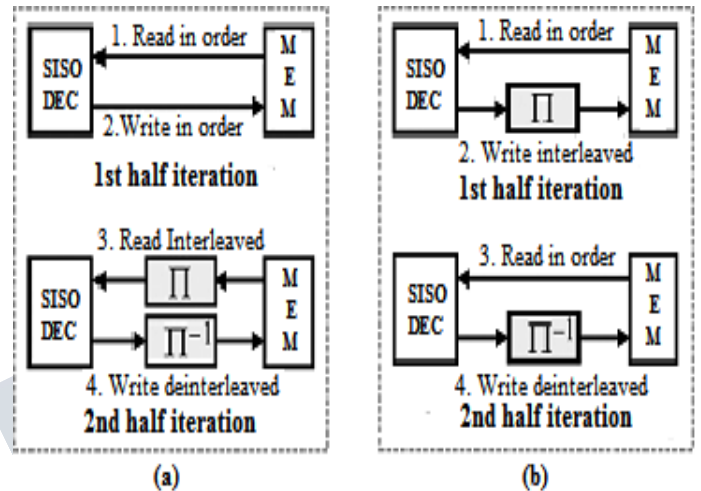 1. Read in order
SISO
DEC
M
E
M
2.Write in order
1st half iteration
3. Read Interleaved
∏
SISO
DEC
∏⁻¹
M
E
M
4. Write deinterleaved
2nd half iteration
(a)
1. Read in order
SISO
DEC
∏
M
E
M
2. Write interleaved
1st half iteration
3. Read in order
SISO
DEC
∏⁻¹
M
E
M
4. Write deinterleaved
2nd half iteration
(b)